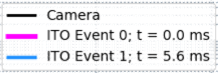 Camera
ITO Event 0; t = 0.0 ms
ITO Event 1; t = 5.6 ms